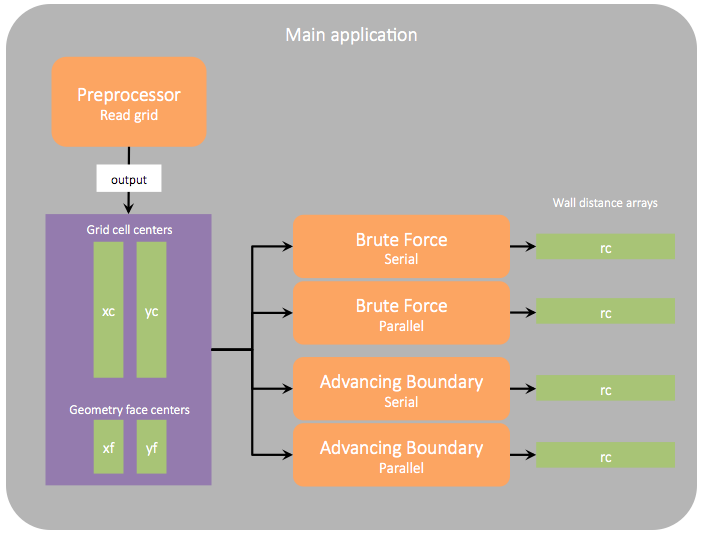 Main application
Preprocessor
Read grid
output
Grid cell centers
xc yc
Geometry face centers
xf yf
Brute Force
Serial
Brute Force
Parallel
Advancing Boundary
Serial
Advancing Boundary
Parallel
Wall distance arrays
rc
rc
rc
rc